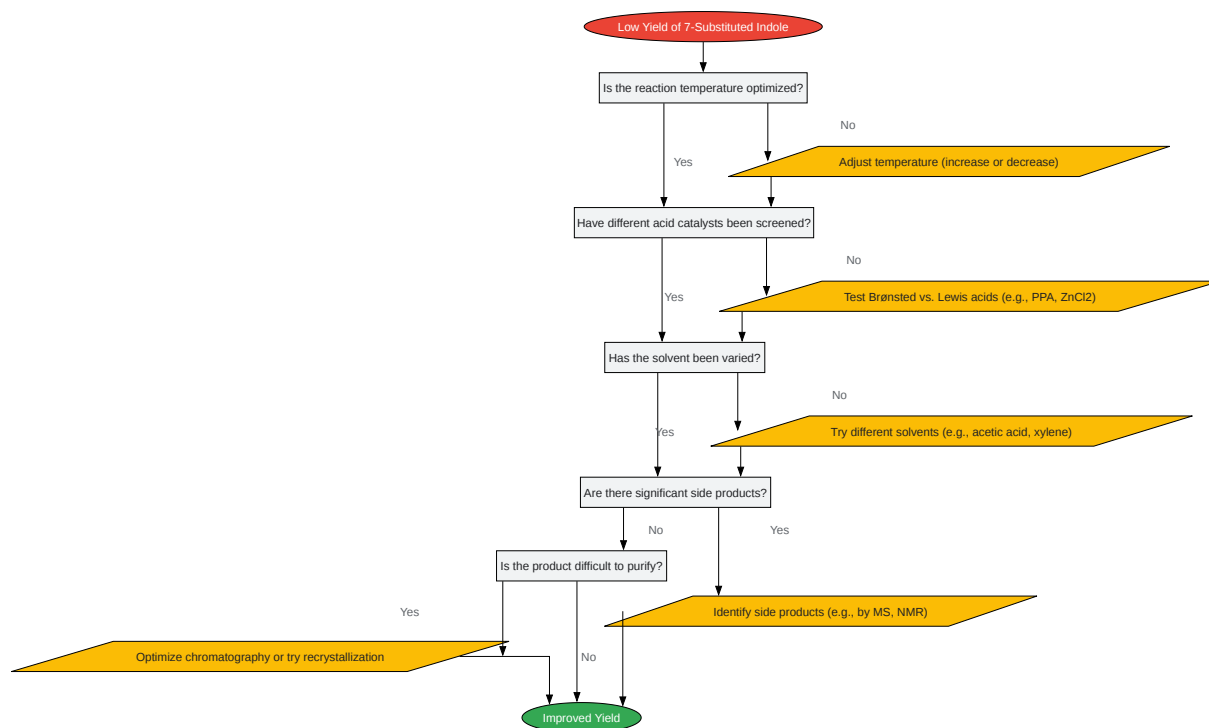 Low Yield of 7-Substituted Indole
Is the reaction temperature optimized?
No
Yes
Adjust temperature (increase or decrease)
Have different acid catalysts been screened?
No
Yes
Test Brønsted vs. Lewis acids (e.g., PPA, ZnCl2)
Has the solvent been varied?
No
Yes
Try different solvents (e.g., acetic acid, xylene)
Are there significant side products?
No
Yes
Is the product difficult to purify?
Yes
Identify side products (e.g., by MS, NMR)
Optimize chromatography or try recrystallization
No
Improved Yield